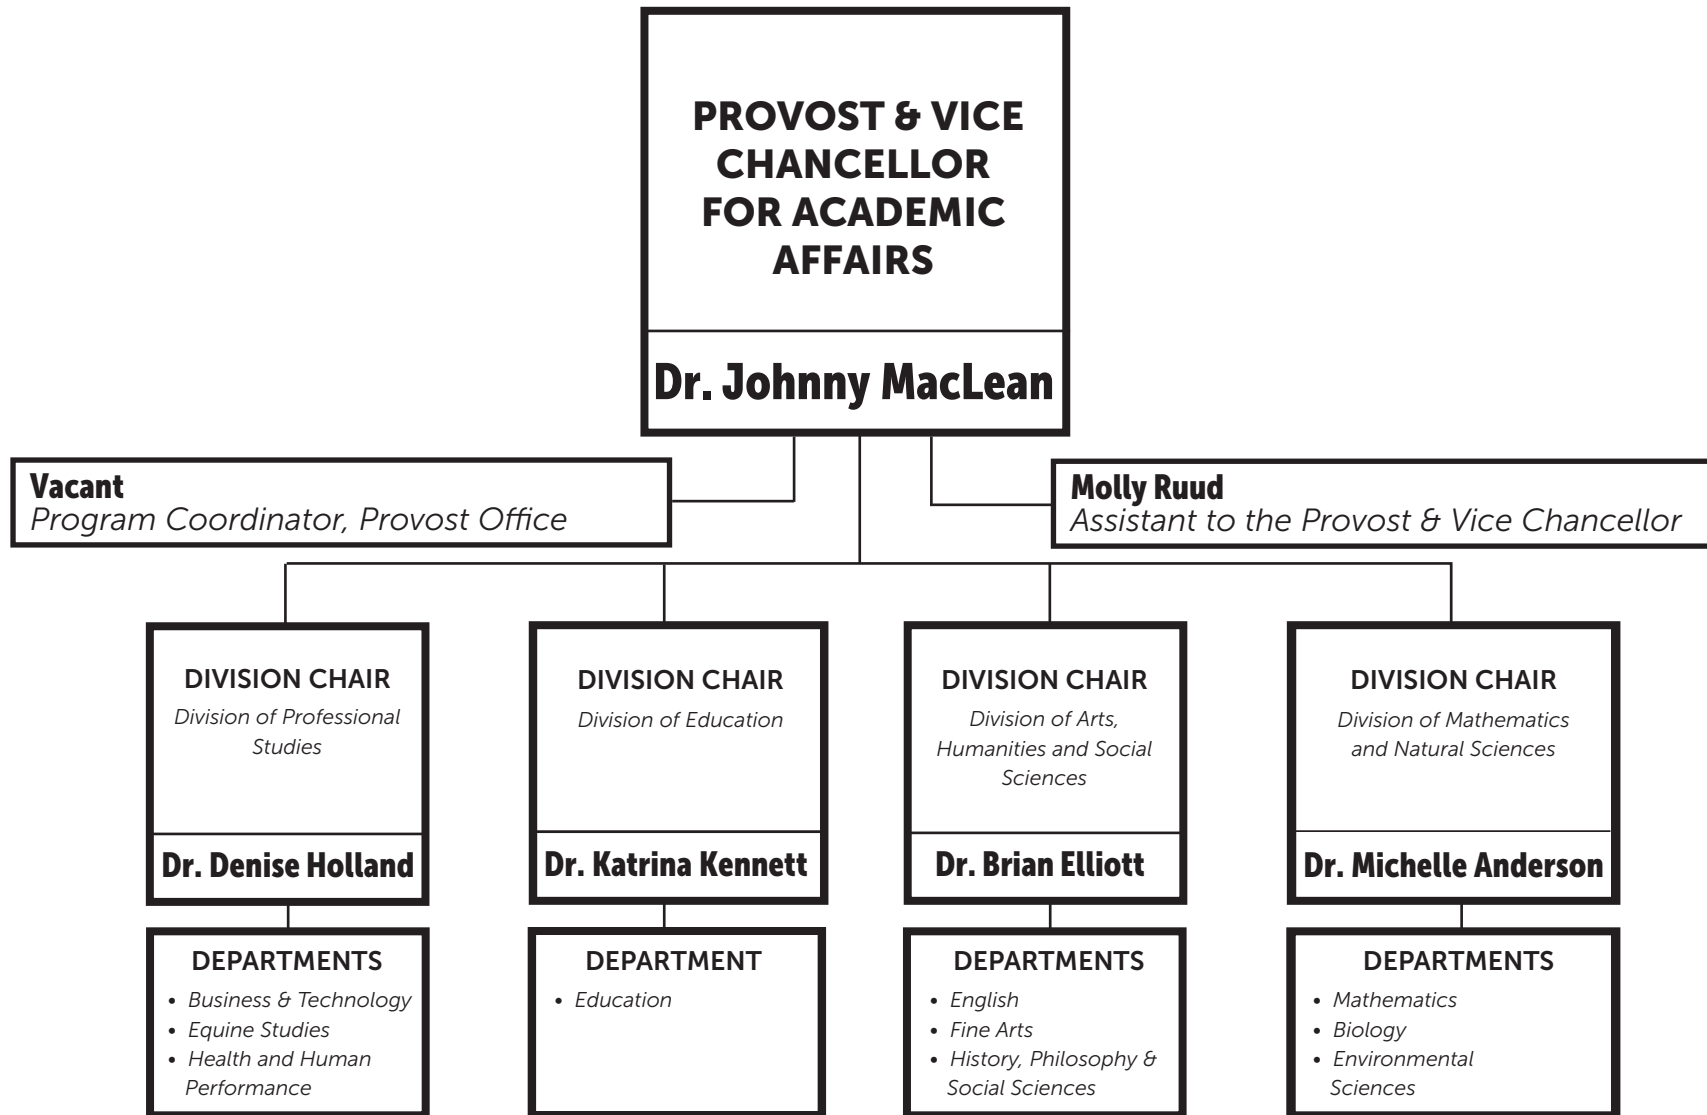 PROVOST & VICE
CHANCELLOR
FOR ACADEMIC
AFFAIRS
Dr. Johnny MacLean
Vacant
Program Coordinator, Provost Office
Molly Ruud
Assistant to the Provost & Vice Chancellor
DIVISION CHAIR
Division of Professional
Studies
Dr. Denise Holland
DIVISION CHAIR
Division of Education
Dr. Katrina Kennett
DIVISION CHAIR
Division of Arts,
Humanities and Social
Sciences
Dr. Brian Elliott
DIVISION CHAIR
Division of Mathematics
and Natural Sciences
Dr. Michelle Anderson
DEPARTMENTS
• Business & Technology
• Equine Studies
• Health and Human
Performance
DEPARTMENT
• Education
DEPARTMENTS
• English
• Fine Arts
• History, Philosophy &
Social Sciences
DEPARTMENTS
• Mathematics
• Biology
• Environmental
Sciences